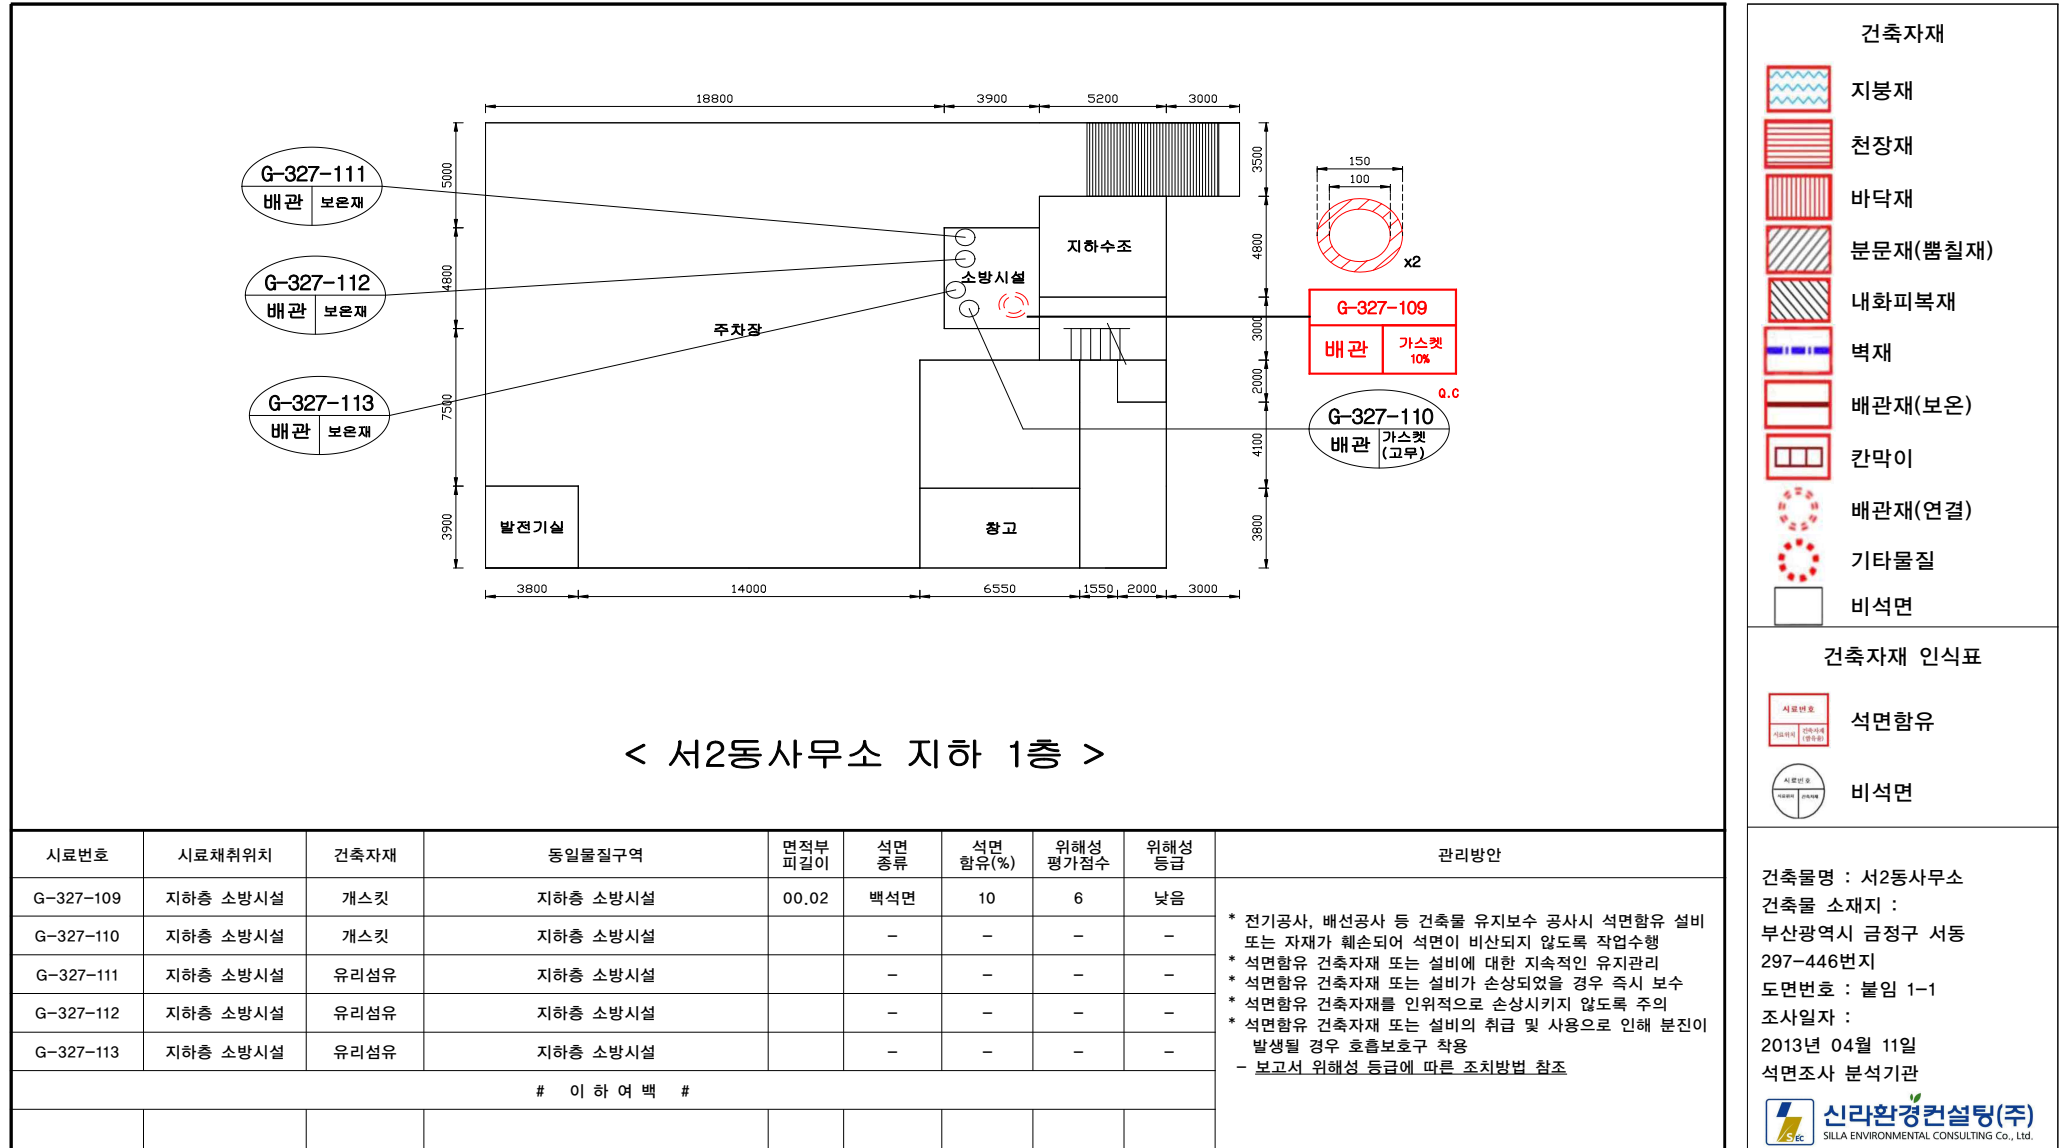 18800
3900
5200
3000
5000
4800
7500
3900
3500
4800
3000
2000
4100
3800
3800
14000
6550
1550
2000
3000
G-327-111
배관 보온재
G-327-112
배관 보온재
G-327-113
배관 보온재
지하수조
소방시설
주차장
발전기실
창고
150
100
x2
G-327-109
배관 가스켓
10%
Q.C
G-327-110
배관 가스켓
(고무)
< 서2동사무소 지하 1층 >
시료번호 시료채취위치 건축자재 동일물질구역 면적부피길이 석면종류 석면함유(%) 위해성평가점수 위해성등급 관리방안
G-327-109 지하층 소방시설 개스킷 지하층 소방시설 00.02 백석면 10 6 낮음
G-327-110 지하층 소방시설 개스킷 지하층 소방시설 - - - -
G-327-111 지하층 소방시설 유리섬유 지하층 소방시설 - - - -
G-327-112 지하층 소방시설 유리섬유 지하층 소방시설 - - - -
G-327-113 지하층 소방시설 유리섬유 지하층 소방시설 - - - -
# 이 하 여 백 #
* 전기공사, 배선공사 등 건축물 유지보수 공사시 석면함유 설비
또는 자재가 훼손되어 석면이 비산되지 않도록 작업수행
* 석면함유 건축자재 또는 설비에 대한 지속적인 유지관리
* 석면함유 건축자재 또는 설비가 손상되었을 경우 즉시 보수
* 석면함유 건축자재를 인위적으로 손상시키지 않도록 주의
* 석면함유 건축자재 또는 설비의 취급 및 사용으로 인해 분진이
발생될 경우 호흡보호구 착용
- 보고서 위해성 등급에 따른 조치방법 참조
건축자재
지붕재
천장재
바닥재
분문재(뿜칠재)
내화피복재
벽재
배관재(보온)
칸막이
배관재(연결)
기타물질
비석면
건축자재 인식표
시료번호
시료위치 건축자재
(함유율)
석면함유
시료번호
시료위치 건축자재
비석면
건축물명 : 서2동사무소
건축물 소재지 :
부산광역시 금정구 서동
297-446번지
도면번호 : 붙임 1-1
조사일자 :
2013년 04월 11일
석면조사 분석기관
SEC
신라환경컨설팅(주)
SILLA ENVIRONMENTAL CONSULTING Co., Ltd.